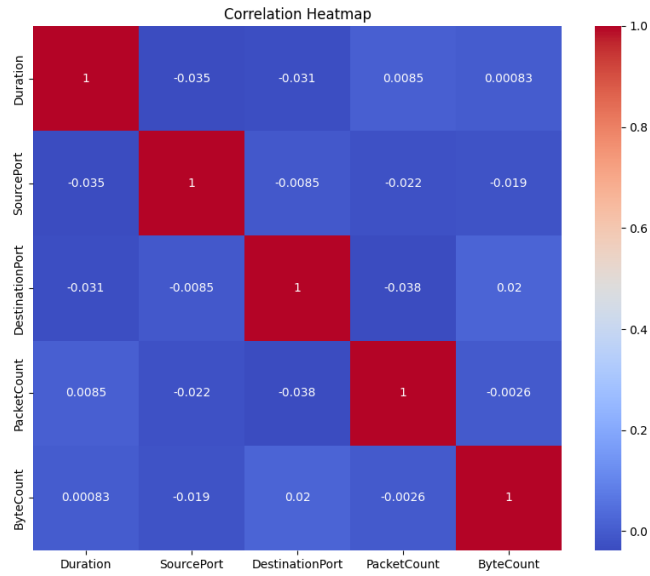 Correlation Heatmap
Duration
1
-0.035
-0.031
0.0085
0.00083
SourcePort
-0.035
1
-0.0085
-0.022
-0.019
DestinationPort
-0.031
-0.0085
1
-0.038
0.02
PacketCount
0.0085
-0.022
-0.038
1
-0.0026
ByteCount
0.00083
-0.019
0.02
-0.0026
1
Duration
SourcePort
DestinationPort
PacketCount
ByteCount
1.0
0.8
0.6
0.4
0.2
0.0